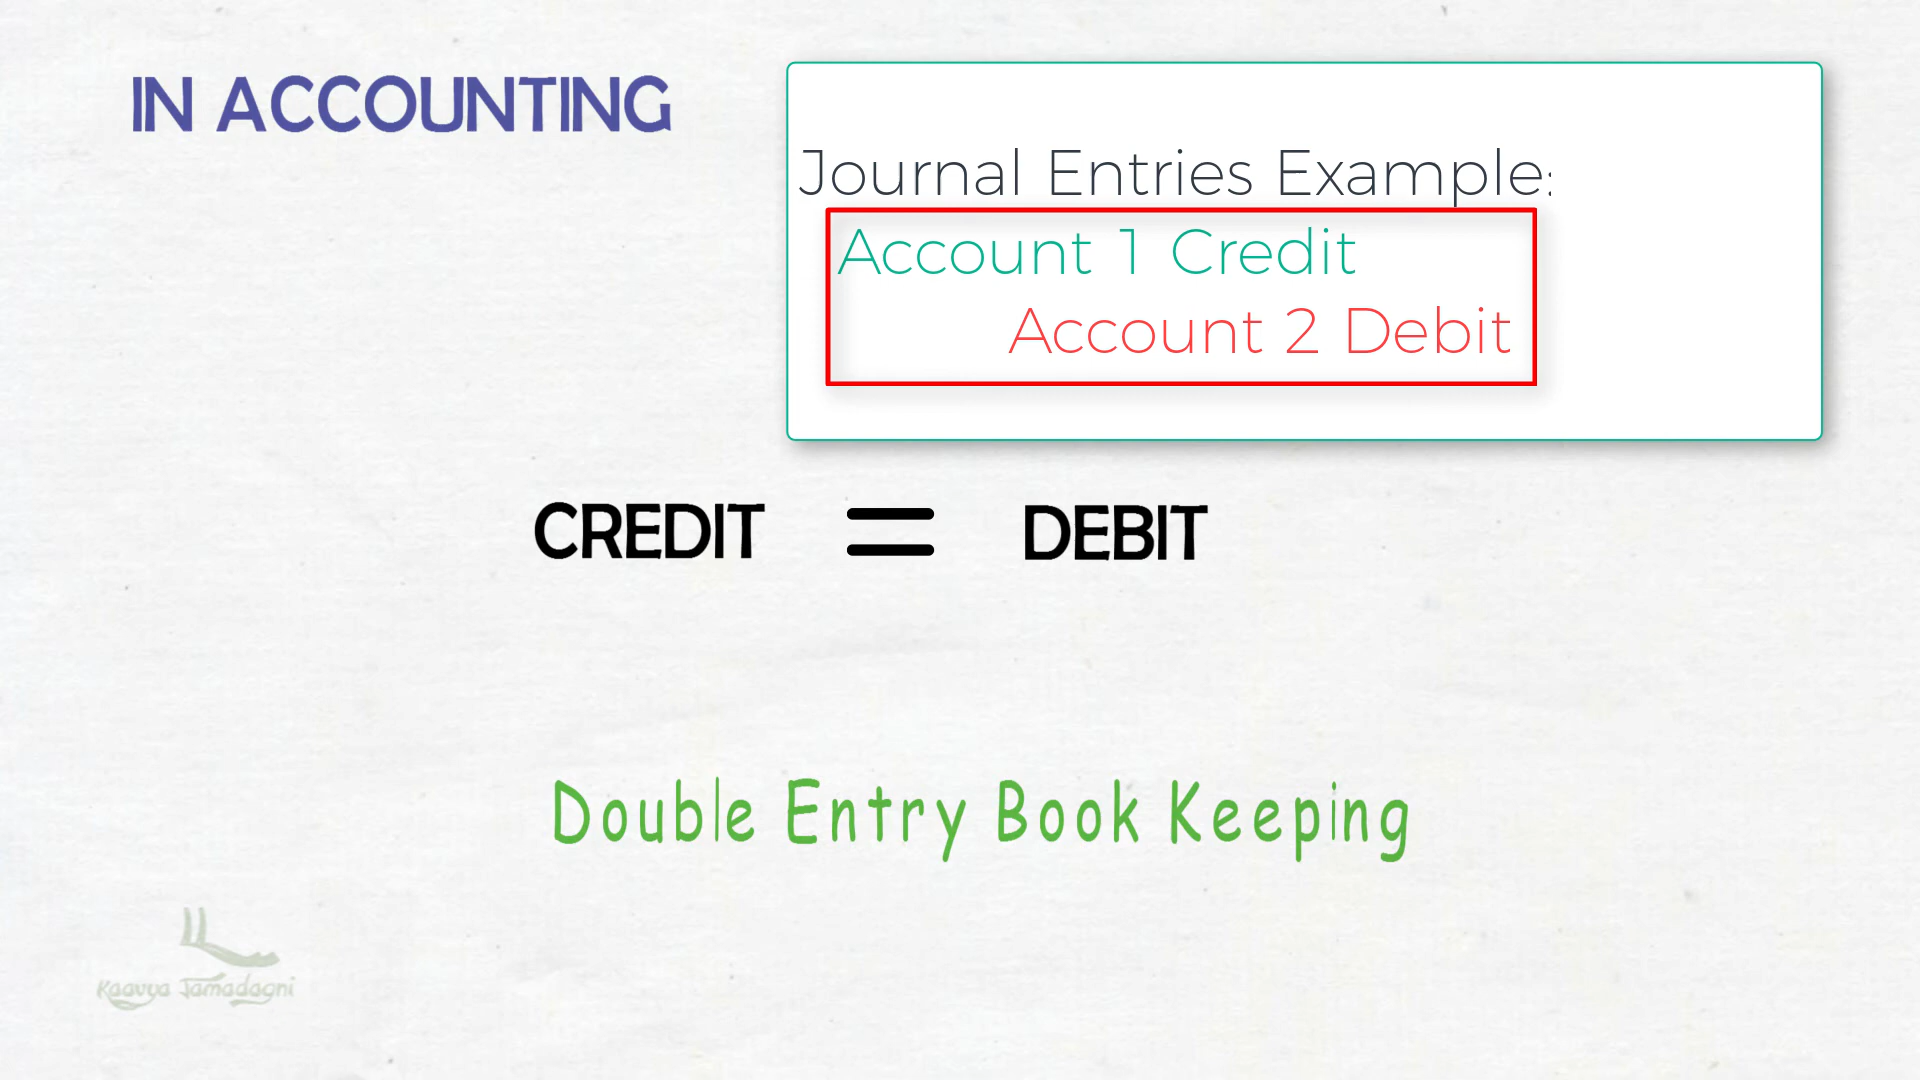 IN ACCOUNTING
Journal Entries Example:
Account 1 Credit
Account 2 Debit
CREDIT = DEBIT
Double Entry Book Keeping
Kaavya Jamadagni